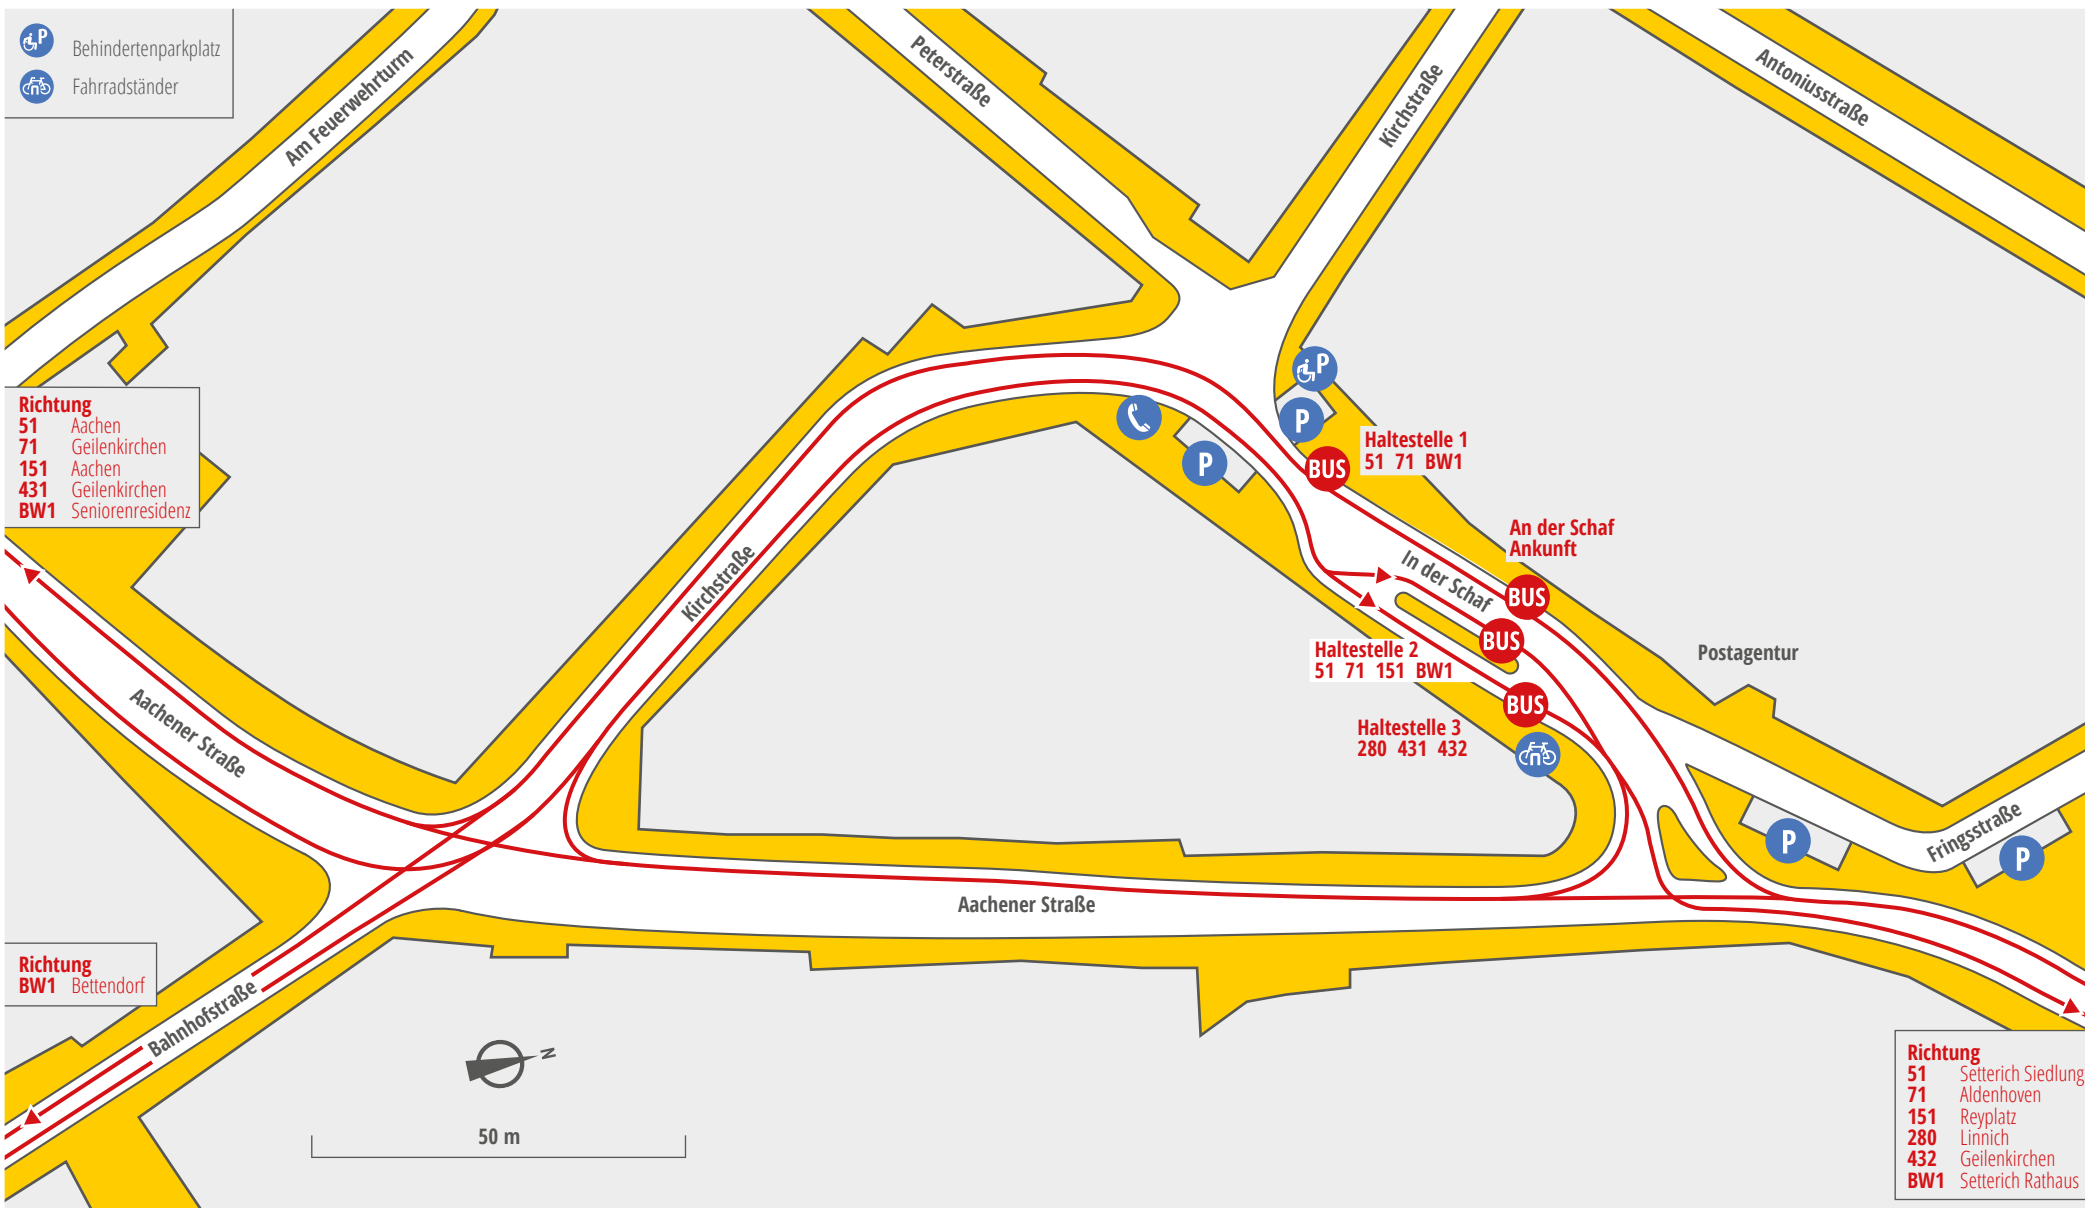 P
Behindertenparkplatz
Fahrradständer
Am Feuerwehrturm
Peterstraße
Kirchstraße
Antoniusstraße
Richtung
51 Aachen
71 Geilenkirchen
151 Aachen
431 Geilenkirchen
BW1 Seniorenresidenz
P
P
P
BUS
Haltestelle 1
51 71 BW1
An der Schaf
Ankunft
In der Schaf
BUS
BUS
Haltestelle 2
51 71 151 BW1
BUS
Haltestelle 3
280 431 432
Postagentur
Kirchstraße
Aachener Straße
Aachener Straße
P
Fringsstraße
P
Richtung
BW1 Bettendorf
Bahnhofstraße
N
50 m
Richtung
51 Setterich Siedlung
71 Aldenhoven
151 Reyplatz
280 Linnich
432 Geilenkirchen
BW1 Setterich Rathaus